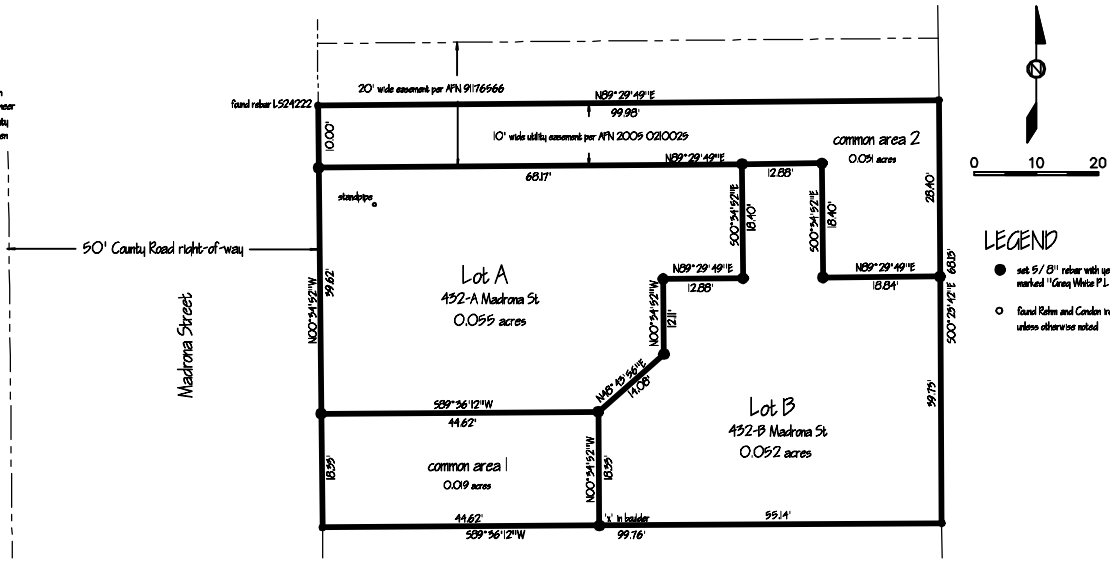 20' wide easement per AFN 91176566
found rebar LS24222
N89°29'49"E
99.98'
10.00'
10' wide utility easement per AFN 2005 0210025
common area 2
0.031 acres
N89°29'49"E
68.17'
12.88'
28.40'
0 10 20
standpipe
S00°34'52"E
18.40'
S00°34'52"E
18.40'
50' County Road right-of-way
LEGEND
set 5/8" rebar with
marked "Greg White P.L.
found Rehm and Condon
unless otherwise noted
N
Lot A
432-A Madrona St
0.055 acres
N89°29'49"E
12.88'
N89°29'49"E
18.84'
68.13'
S00°23'42"E
39.62'
N00°34'52"W
N00°34'52"W
12.11'
Madrona Street
N48°43'56"E
14.08'
S89°36'12"W
44.62'
Lot B
432-B Madrona St
0.052 acres
39.73'
18.33'
common area 1
0.019 acres
N00°34'52"W
18.33'
44.62'
S89°36'12"W
'x' in boulder
99.76'
55.14'